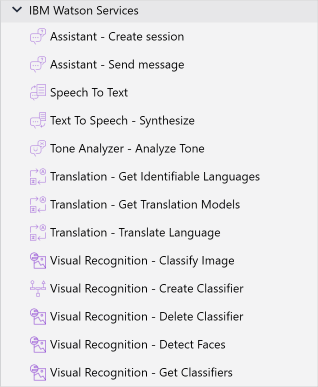 IBM Watson Services
Assistant - Create session
Assistant - Send message
Speech To Text
Text To Speech - Synthesize
Tone Analyzer - Analyze Tone
Translation - Get Identifiable Languages
Translation - Get Translation Models
Translation - Translate Language
Visual Recognition - Classify Image
Visual Recognition - Create Classifier
Visual Recognition - Delete Classifier
Visual Recognition - Detect Faces
Visual Recognition - Get Classifiers